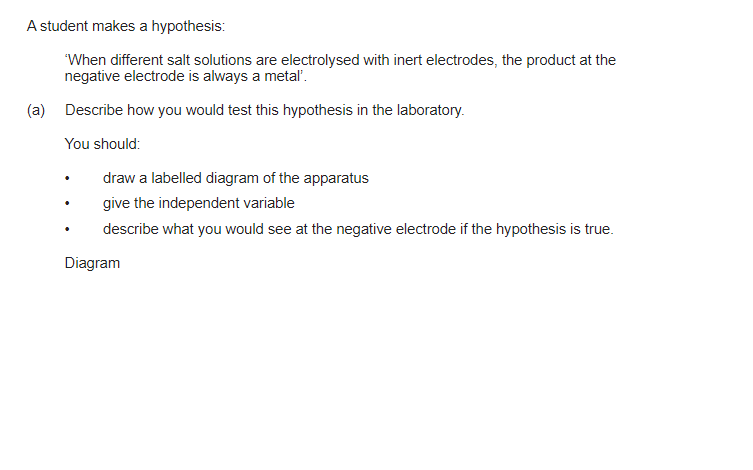 A student makes a hypothesis:
‘When different salt solutions are electrolysed with inert electrodes, the product at the
negative electrode is always a metal’.
(a) Describe how you would test this hypothesis in the laboratory.
You should:
• draw a labelled diagram of the apparatus
• give the independent variable
• describe what you would see at the negative electrode if the hypothesis is true.
Diagram